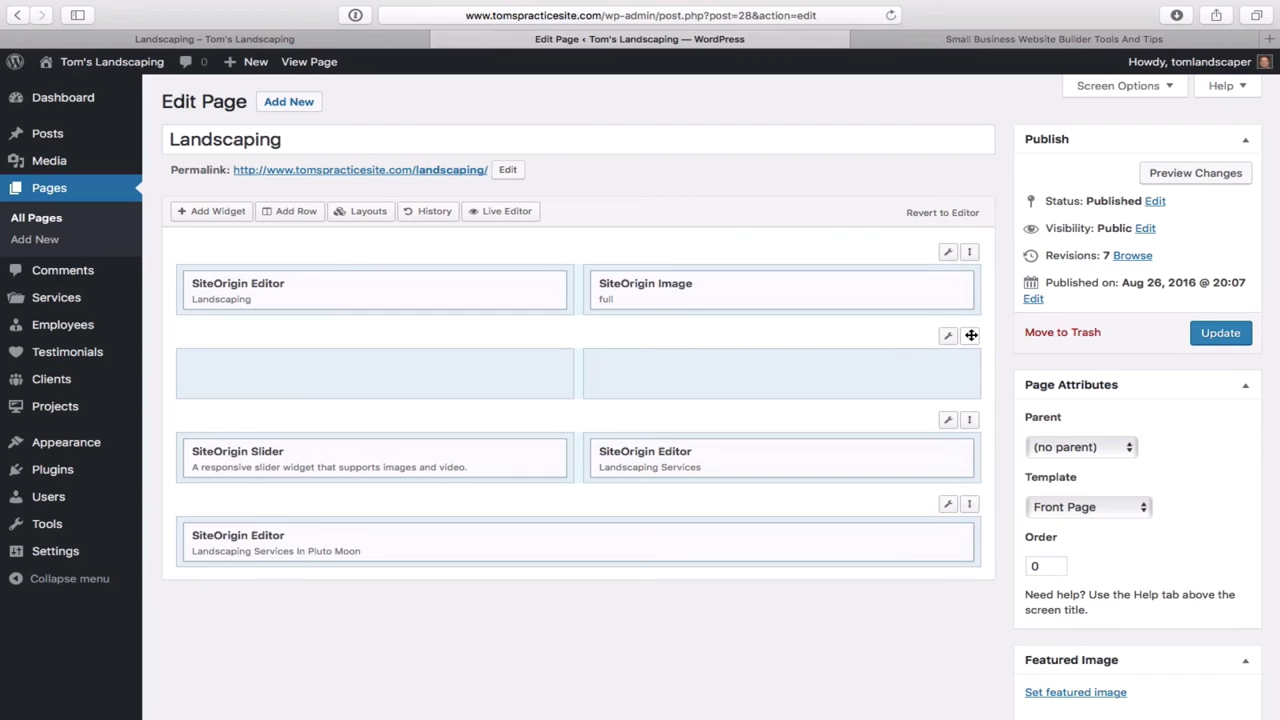 www.tomspracticesite.com/wp-admin/post.php?post=28&action=edit
Landscaping – Tom's Landscaping
Edit Page ‹ Tom's Landscaping — WordPress
Small Business Website Builder Tools And Tips
Tom's Landscaping 0 New View Page Howdy, tomlandscaper
Screen Options Help
Dashboard
Posts
Media
Pages
All Pages
Add New
Comments
Services
Employees
Testimonials
Clients
Projects
Appearance
Plugins
Users
Tools
Settings
Collapse menu
Edit Page Add New
Landscaping
Permalink: http://www.tomspracticesite.com/landscaping/ Edit
Add Widget Add Row Layouts History Live Editor Revert to Editor
SiteOrigin Editor
Landscaping
SiteOrigin Image
full
SiteOrigin Slider
A responsive slider widget that supports images and video.
SiteOrigin Editor
Landscaping Services
SiteOrigin Editor
Landscaping Services In Pluto Moon
Publish
Preview Changes
Status: Published Edit
Visibility: Public Edit
Revisions: 7 Browse
Published on: Aug 26, 2016 @ 20:07
Edit
Move to Trash Update
Page Attributes
Parent
(no parent)
Template
Front Page
Order
0
Need help? Use the Help tab above the
screen title.
Featured Image
Set featured image